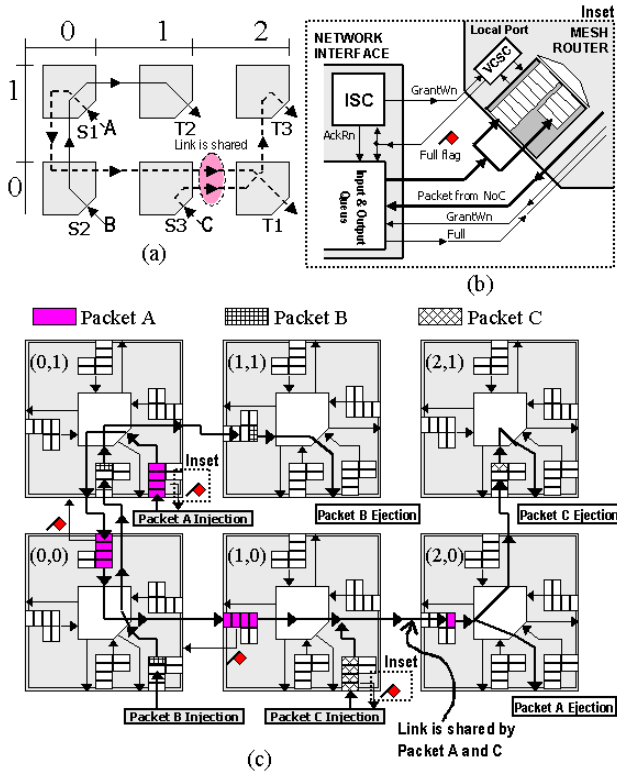 0 1 2
1
0
S1 A
T2
T3
Link is shared
S2 B
S3 C
T1
(a)
Inset
NETWORK INTERFACE
Local Port
MESH ROUTER
VCSC
ISC
GrantWn
AckRn
Full flag
Input & Output Queus
Packet from NoC
GrantWn
Full
(b)
Packet A
Packet B
Packet C
(0,1)
(1,1)
(2,1)
Inset
Packet A Injection
Packet B Ejection
Packet C Ejection
(0,0)
(1,0)
(2,0)
Inset
Packet B Injection
Packet C Injection
Packet A Ejection
Link is shared by
Packet A and C
(c)